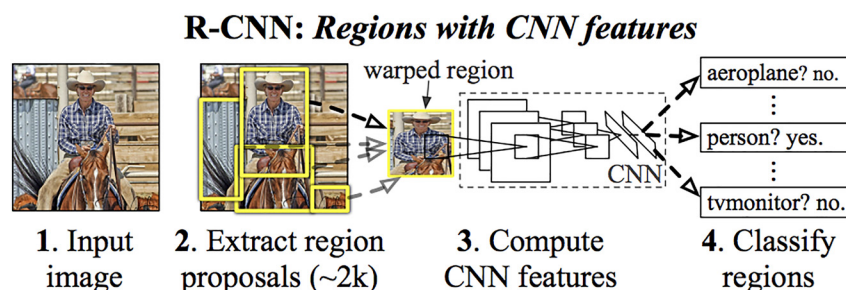 R-CNN: Regions with CNN features
warped region
aeroplane? no.
⋮
person? yes.
⋮
tvmonitor? no.
CNN
1. Input
image
2. Extract region
proposals (~2k)
3. Compute
CNN features
4. Classify
regions